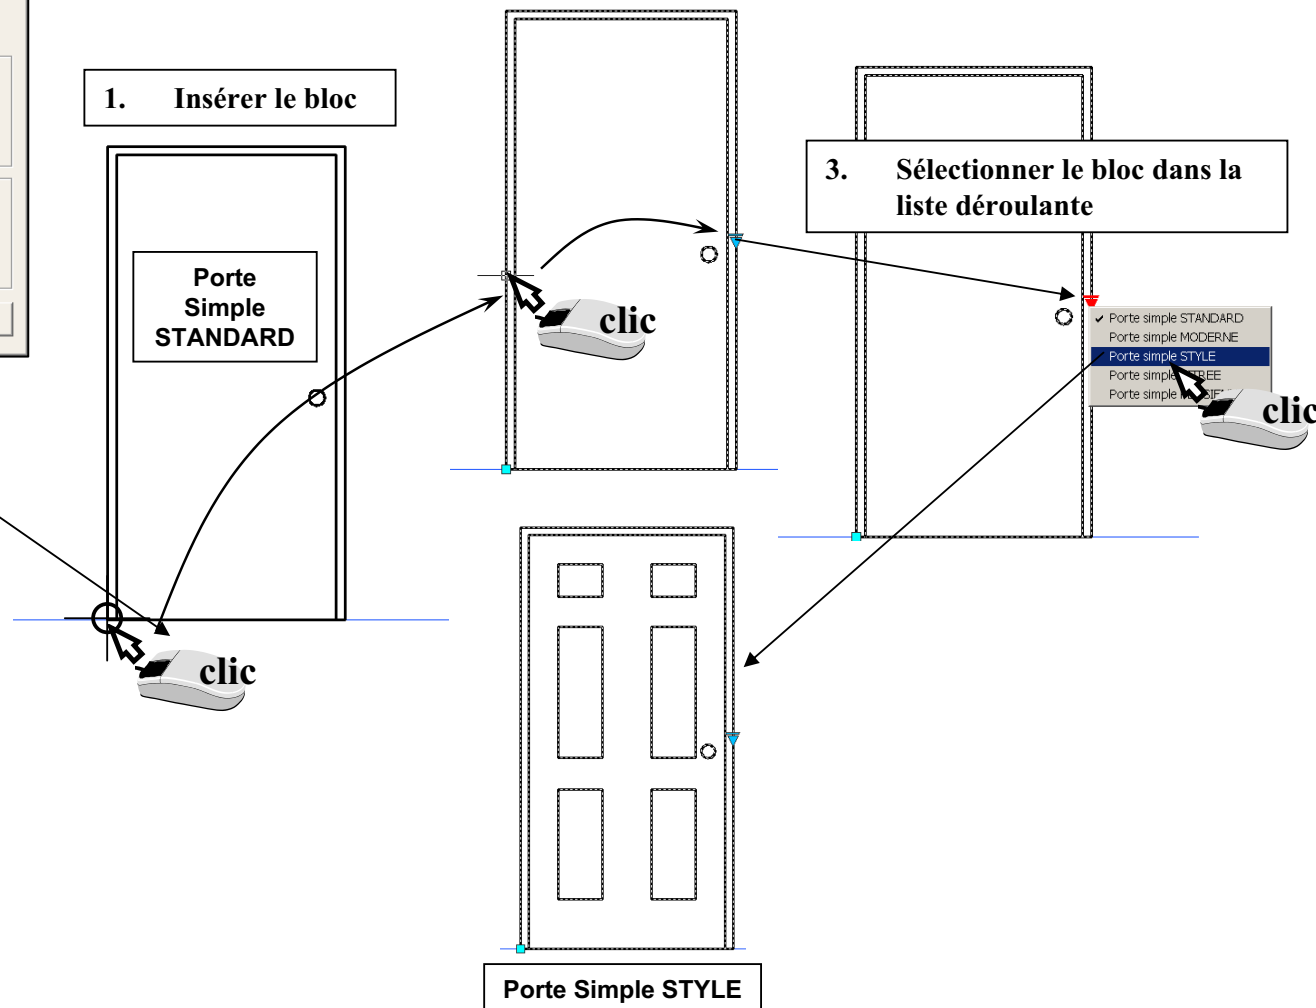 1. Insérer le bloc
Porte
Simple
STANDARD
clic
clic
3. Sélectionner le bloc dans la
liste déroulante
Porte simple STANDARD
Porte simple MODERNE
Porte simple STYLE
Porte simple
Porte simple
clic
Porte Simple STYLE